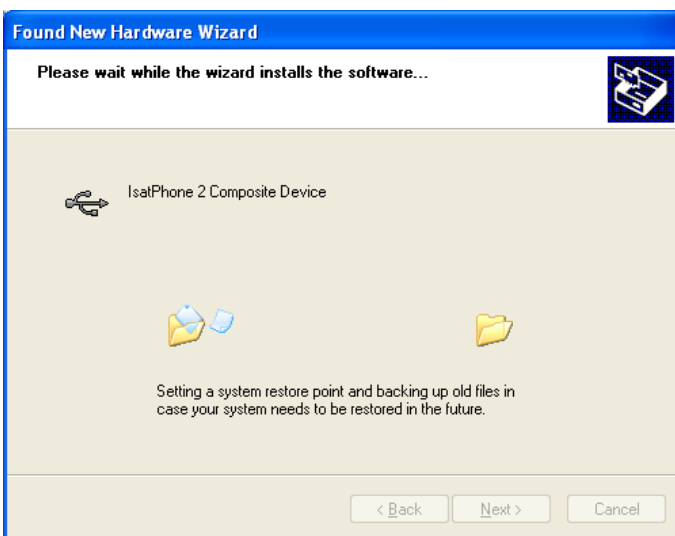 Found New Hardware Wizard
Please wait while the wizard installs the software...
IsatPhone 2 Composite Device
Setting a system restore point and backing up old files in
case your system needs to be restored in the future.
< Back Next > Cancel